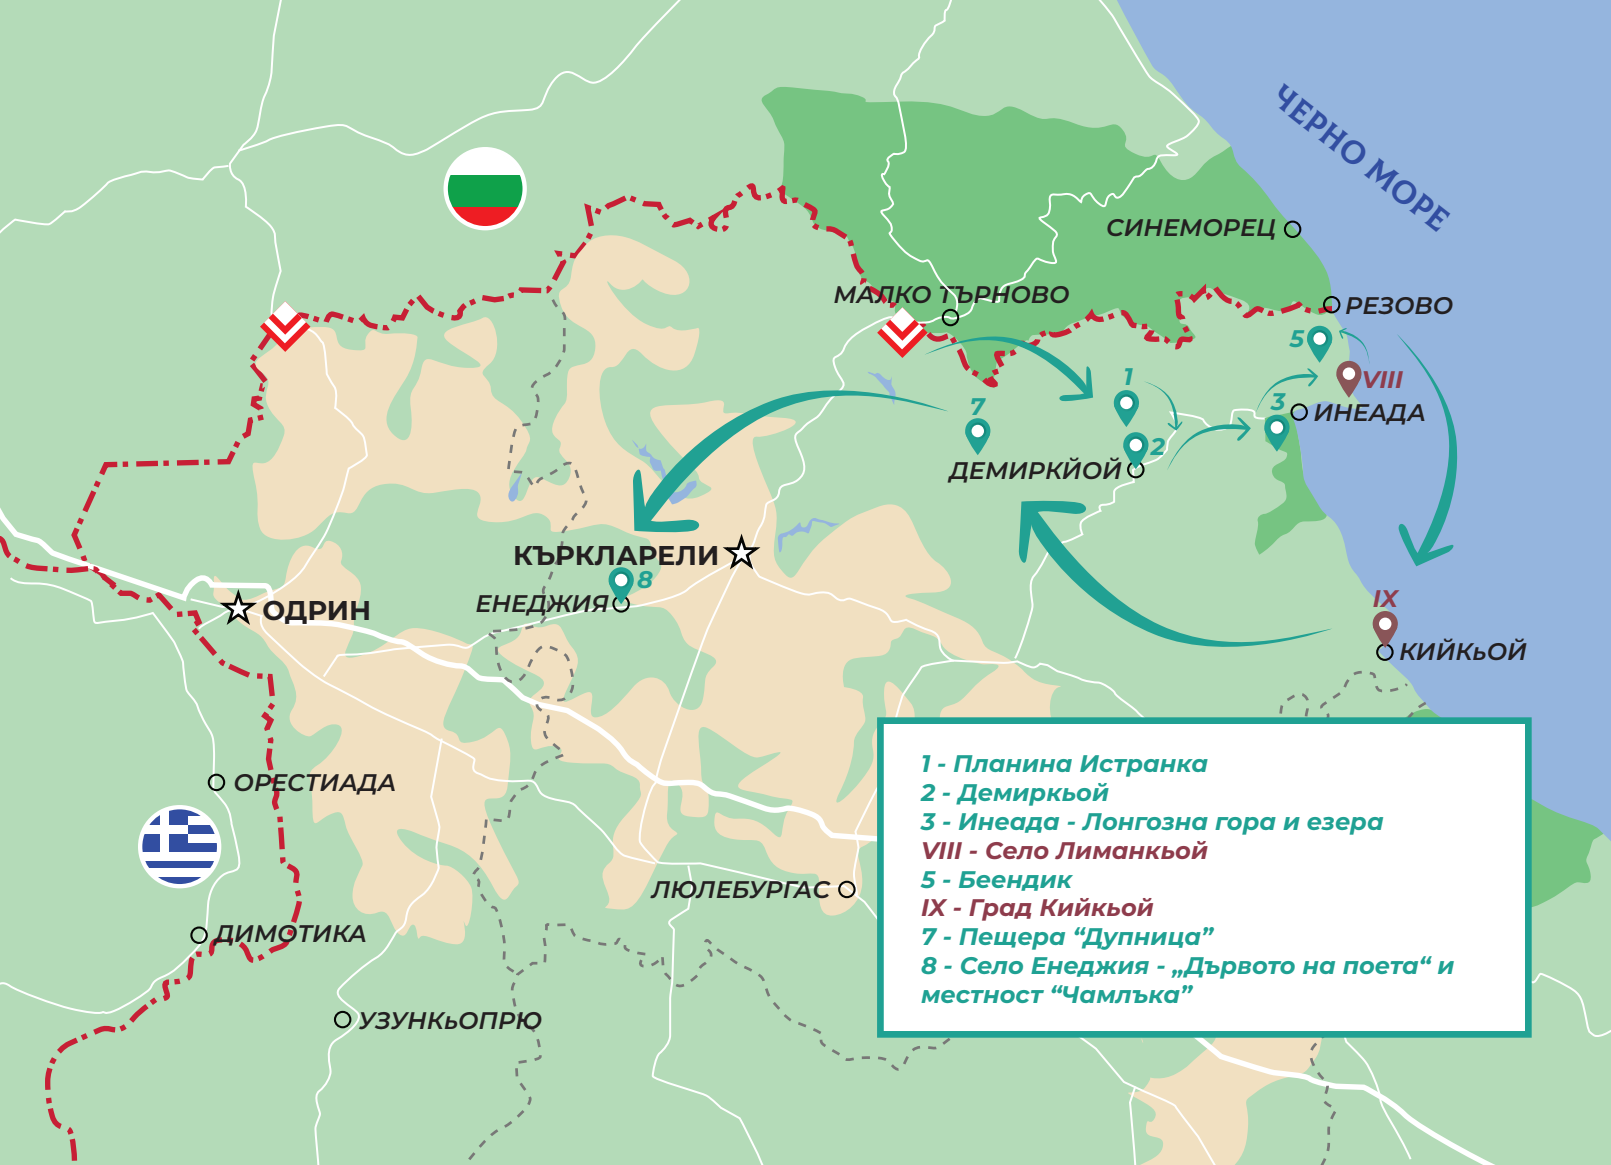 ЧЕРНО МОРЕ
СИНЕМОРЕЦ
МАЛКО ТЪРНОВО
РЕЗОВО
5
1
VIII
7
3
ИНЕАДА
2
ДЕМИРКЙОЙ
КЪРКЛАРЕЛИ
8
ЕНЕДЖИЯ
ОДРИН
IX
КИЙКЬОЙ
ОРЕСТИАДА
ЛЮЛЕБУРГАС
ДИМОТИКА
УЗУНКЬОПРЮ
1 - Планина Истранка
2 - Демиркьой
3 - Инеада - Лонгозна гора и езера
VIII - Село Лиманкьой
5 - Беендик
IX - Град Кийкьой
7 - Пещера “Дупница”
8 - Село Енеджия - „Дървото на поета“ и
местност “Чамлъка”